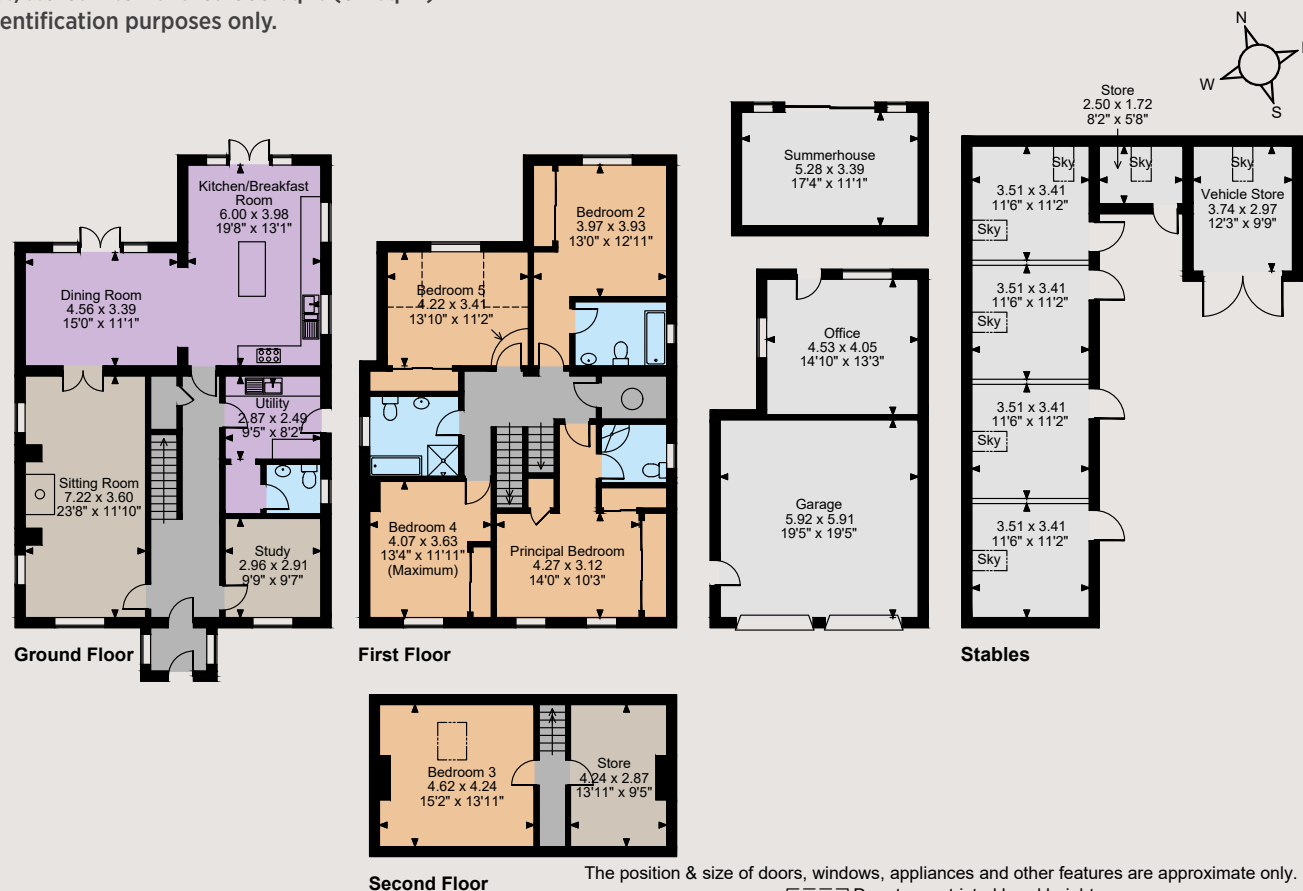 entification purposes only.
N
W
S
Kitchen/Breakfast
Room
6.00 x 3.98
19'8" x 13'1"
Dining Room
4.56 x 3.39
15'0" x 11'1"
Utility
2.87 x 2.49
9'5" x 8'2"
Sitting Room
7.22 x 3.60
23'8" x 11'10"
Study
2.96 x 2.91
9'9" x 9'7"
Ground Floor
Bedroom 2
3.97 x 3.93
13'0" x 12'11"
Bedroom 5
4.22 x 3.41
13'10" x 11'2"
Bedroom 4
4.07 x 3.63
13'4" x 11'11"
(Maximum)
Principal Bedroom
4.27 x 3.12
14'0" x 10'3"
First Floor
Summerhouse
5.28 x 3.39
17'4" x 11'1"
Office
4.53 x 4.05
14'10" x 13'3"
Garage
5.92 x 5.91
19'5" x 19'5"
Store
2.50 x 1.72
8'2" x 5'8"
Sky
Sky
Sky
3.51 x 3.41
11'6" x 11'2"
Vehicle Store
3.74 x 2.97
12'3" x 9'9"
Sky
3.51 x 3.41
11'6" x 11'2"
Sky
3.51 x 3.41
11'6" x 11'2"
Sky
3.51 x 3.41
11'6" x 11'2"
Sky
Stables
Bedroom 3
4.62 x 4.24
15'2" x 13'11"
Store
4.24 x 2.87
13'11" x 9'5"
Second Floor
The position & size of doors, windows, appliances and other features are approximate only.